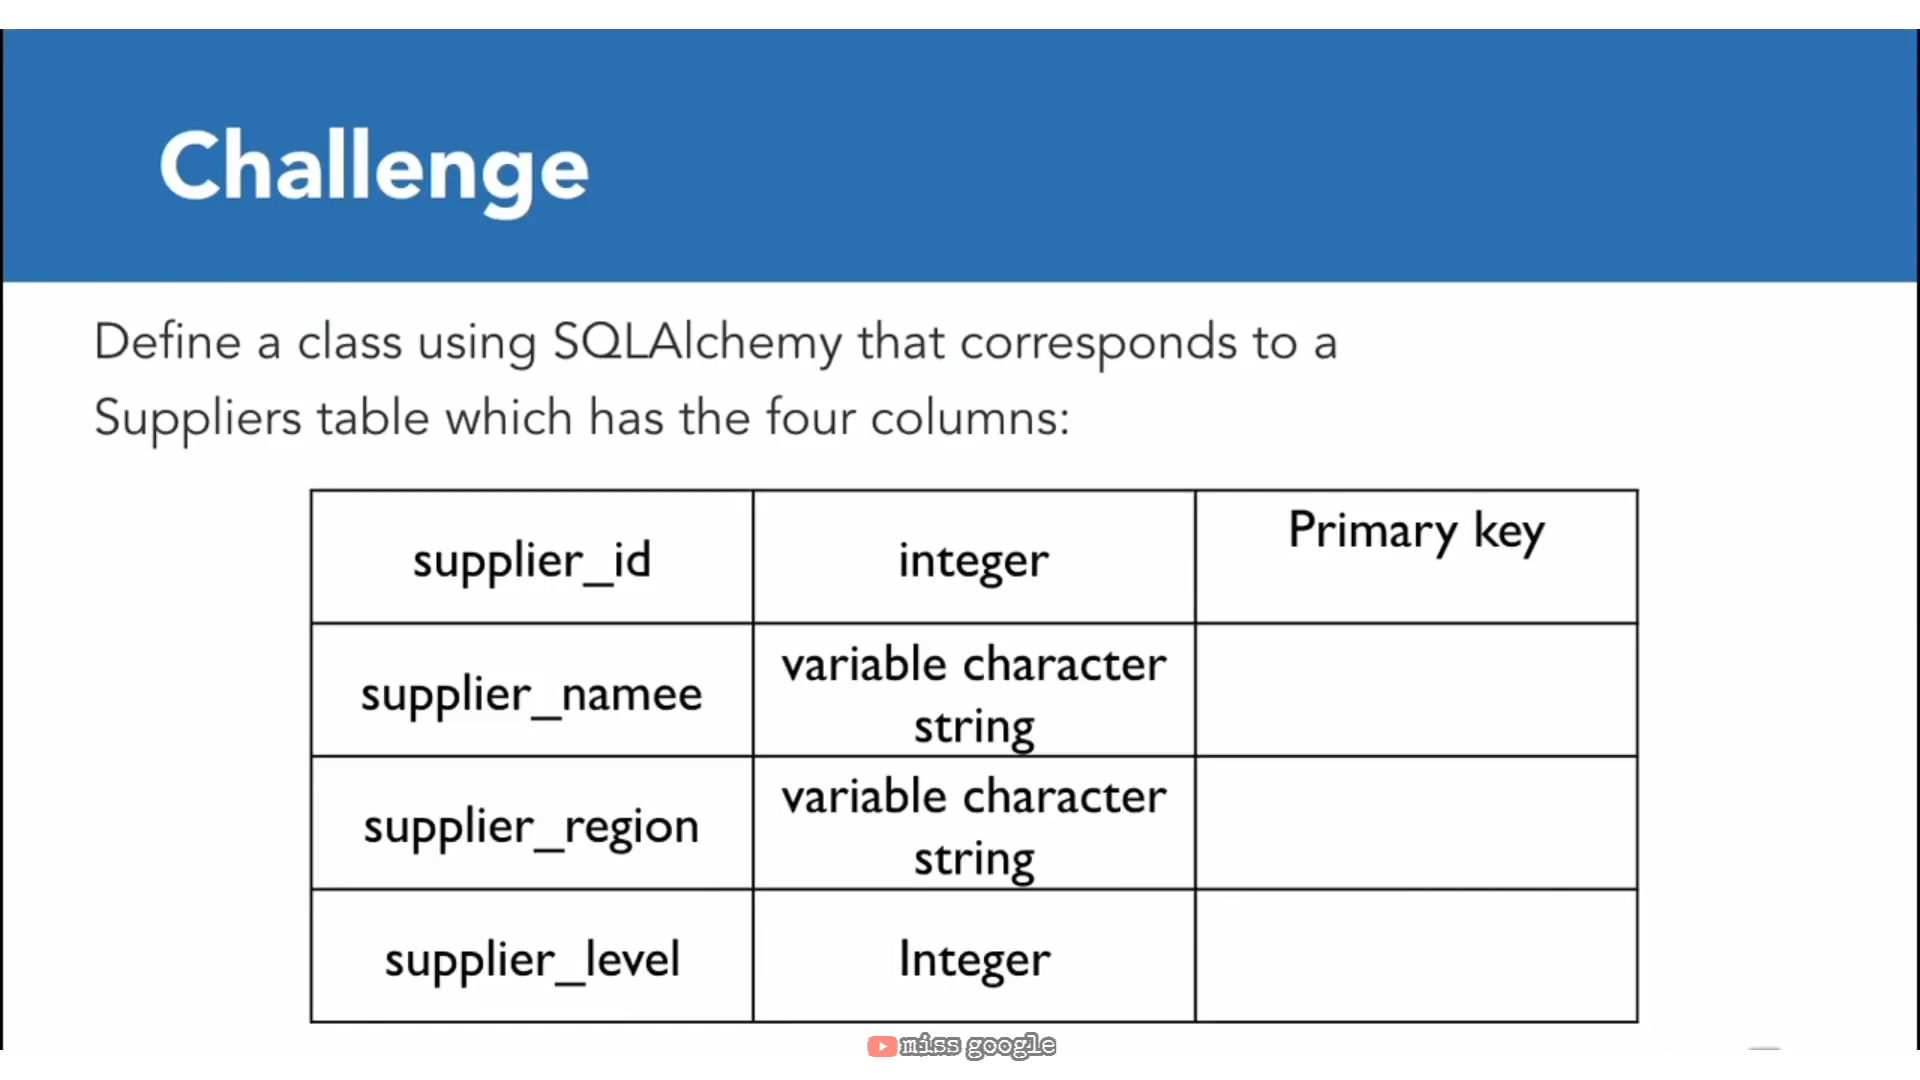 Challenge
Define a class using SQLAlchemy that corresponds to a
Suppliers table which has the four columns:
supplier_id integer Primary key
supplier_namee variable character
string
supplier_region variable character
string
supplier_level Integer
miss google